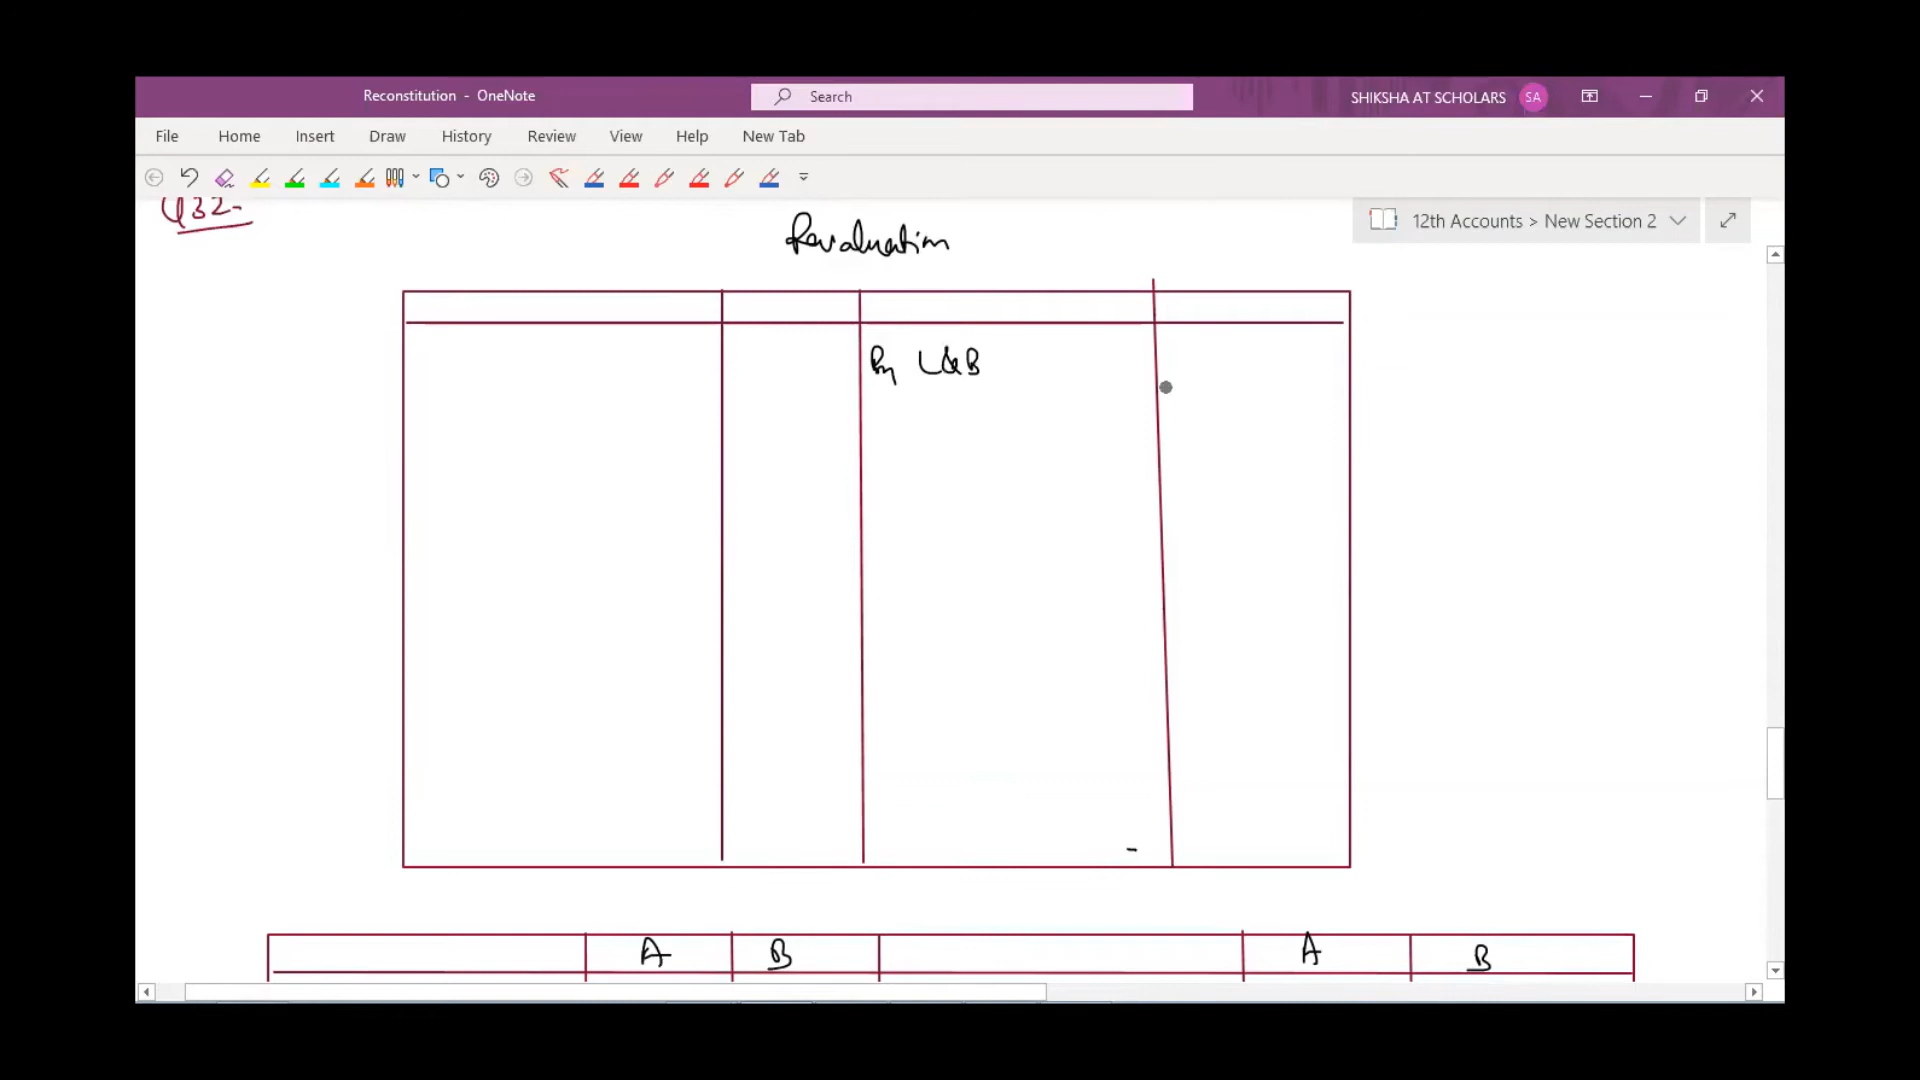 Reconstitution - OneNote
Search
SHIKSHA AT SCHOLARS SA
File Home Insert Draw History Review View Help New Tab
Q32-
Revaluation
12th Accounts > New Section 2
By L&B
A B A B